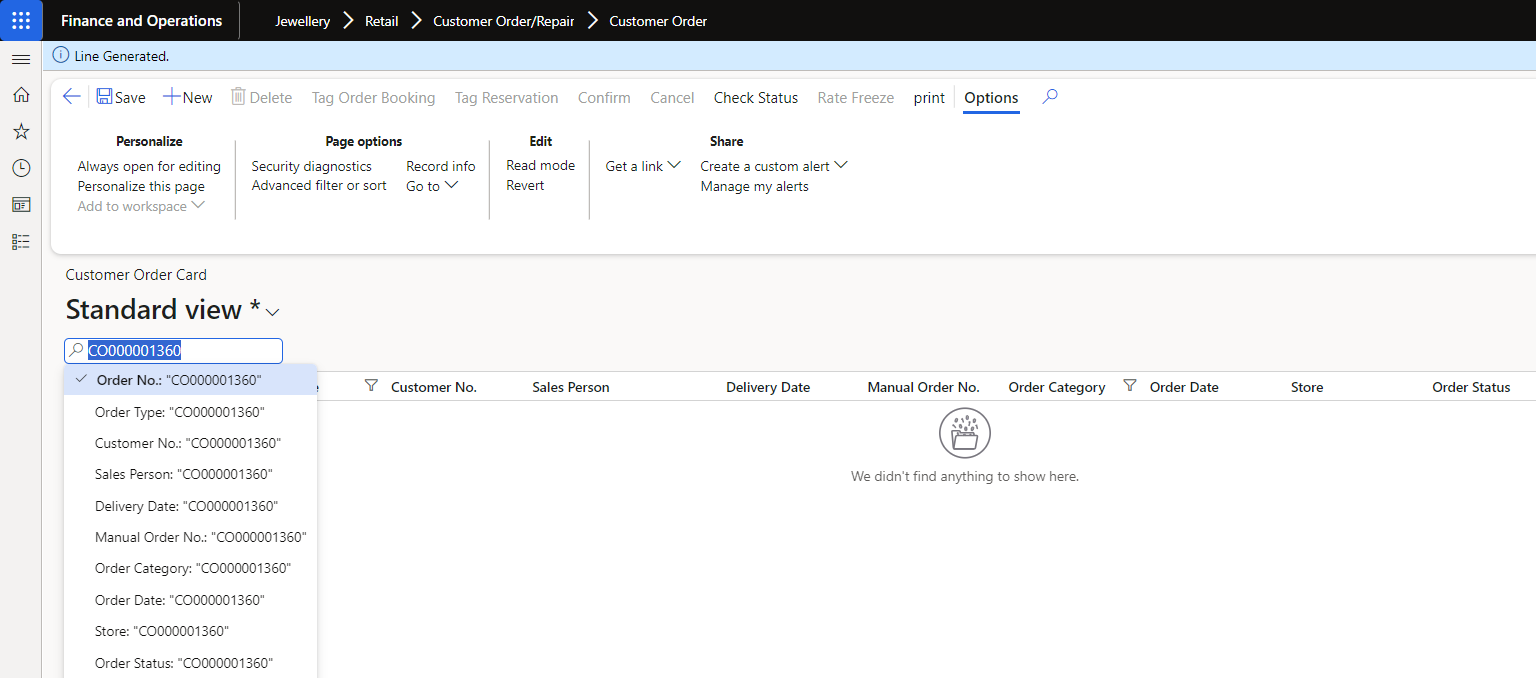 Finance and Operations Jewellery Retail Customer Order/Repair Customer Order
Line Generated.
Save New Delete Tag Order Booking Tag Reservation Confirm Cancel Check Status Rate Freeze print Options
Personalize Page options Edit Share
Always open for editing Security diagnostics Record info Read mode Get a link Create a custom alert
Personalize this page Advanced filter or sort Go to Revert Manage my alerts
Add to workspace
Customer Order Card
Standard view *
CO000001360
Customer No. Sales Person Delivery Date Manual Order No. Order Category Order Date Store Order Status
Order No.: "CO000001360"
Order Type: "CO000001360"
Customer No.: "CO000001360"
Sales Person: "CO000001360"
Delivery Date: "CO000001360"
Manual Order No.: "CO000001360"
Order Category: "CO000001360"
Order Date: "CO000001360"
Store: "CO000001360"
Order Status: "CO000001360"
We didn't find anything to show here.